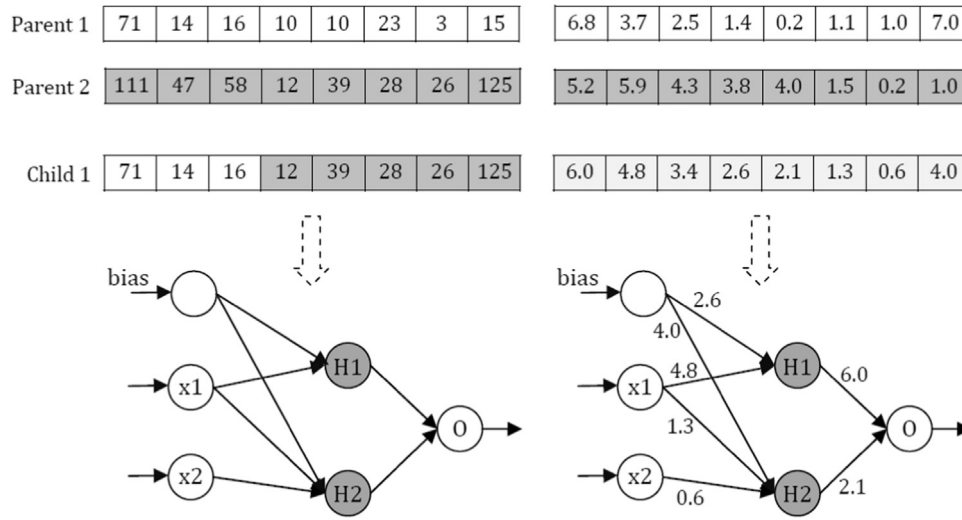 Parent 1 71 14 16 10 10 23 3 15 6.8 3.7 2.5 1.4 0.2 1.1 1.0 7.0
Parent 2 111 47 58 12 39 28 26 125 5.2 5.9 4.3 3.8 4.0 1.5 0.2 1.0
Child 1 71 14 16 12 39 28 26 125 6.0 4.8 3.4 2.6 2.1 1.3 0.6 4.0
bias
H1
x1
O
x2
H2
bias
2.6
4.0
H1
4.8
6.0
x1
1.3
O
x2
0.6
H2
2.1